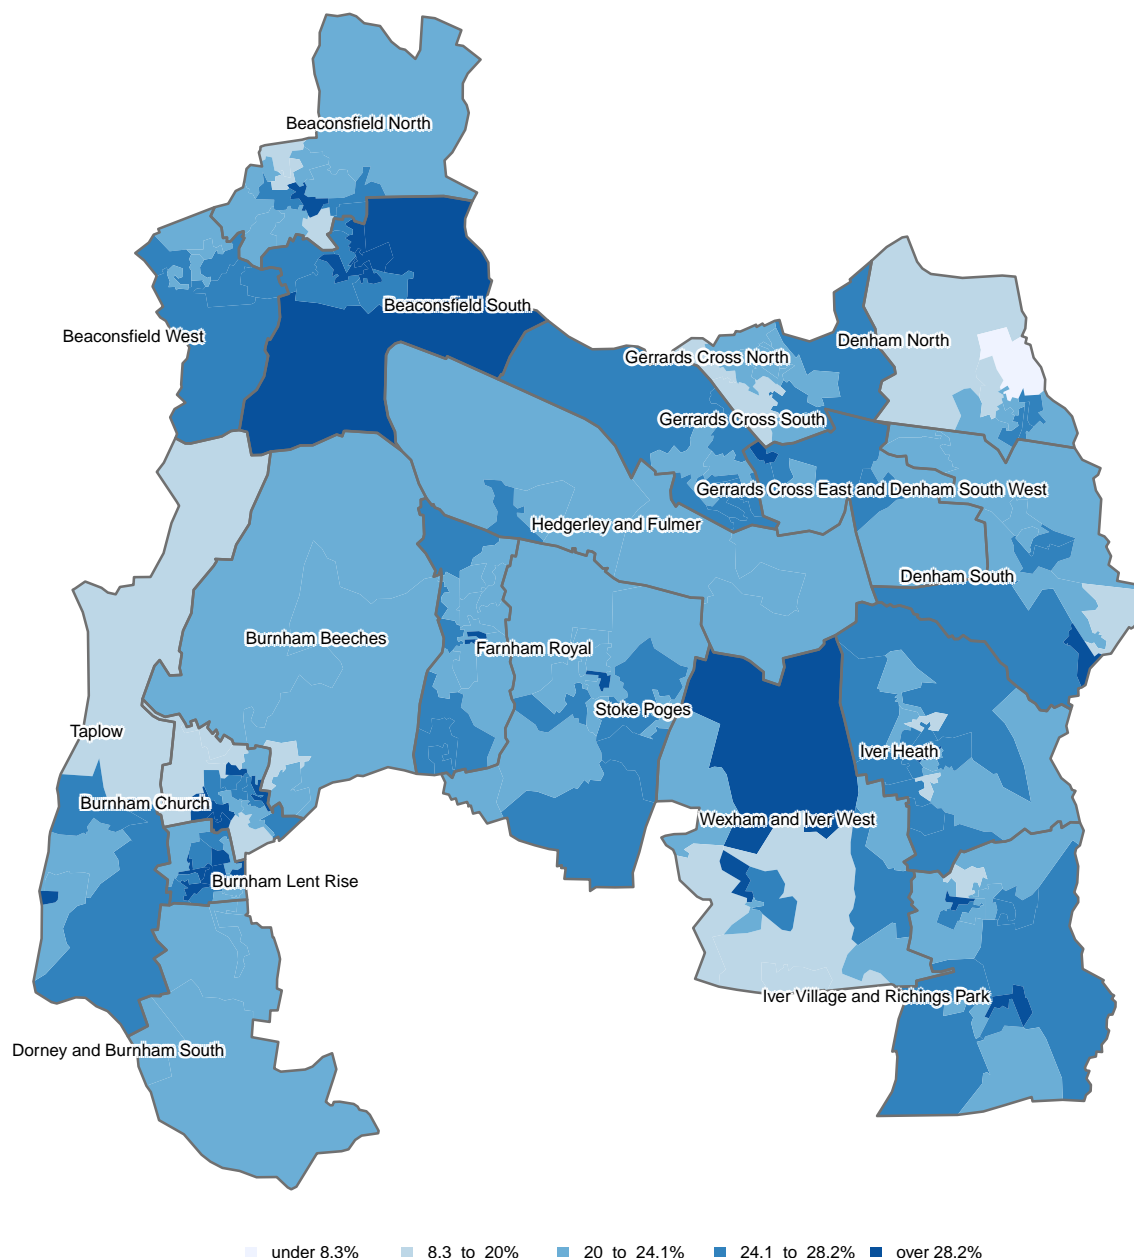 Beaconsfield North
Beaconsfield South
Beaconsfield West
Denham North
Gerrards Cross North
Gerrards Cross South
Gerrards Cross East and Denham South West
Hedgerley and Fulmer
Denham South
Burnham Beeches
Farnham Royal
Stoke Poges
Taplow
Iver Heath
Burnham Church
Wexham and Iver West
Burnham Lent Rise
Iver Village and Richings Park
Dorney and Burnham South
under 8.3% 8.3 to 20% 20 to 24.1% 24.1 to 28.2% over 28.2%